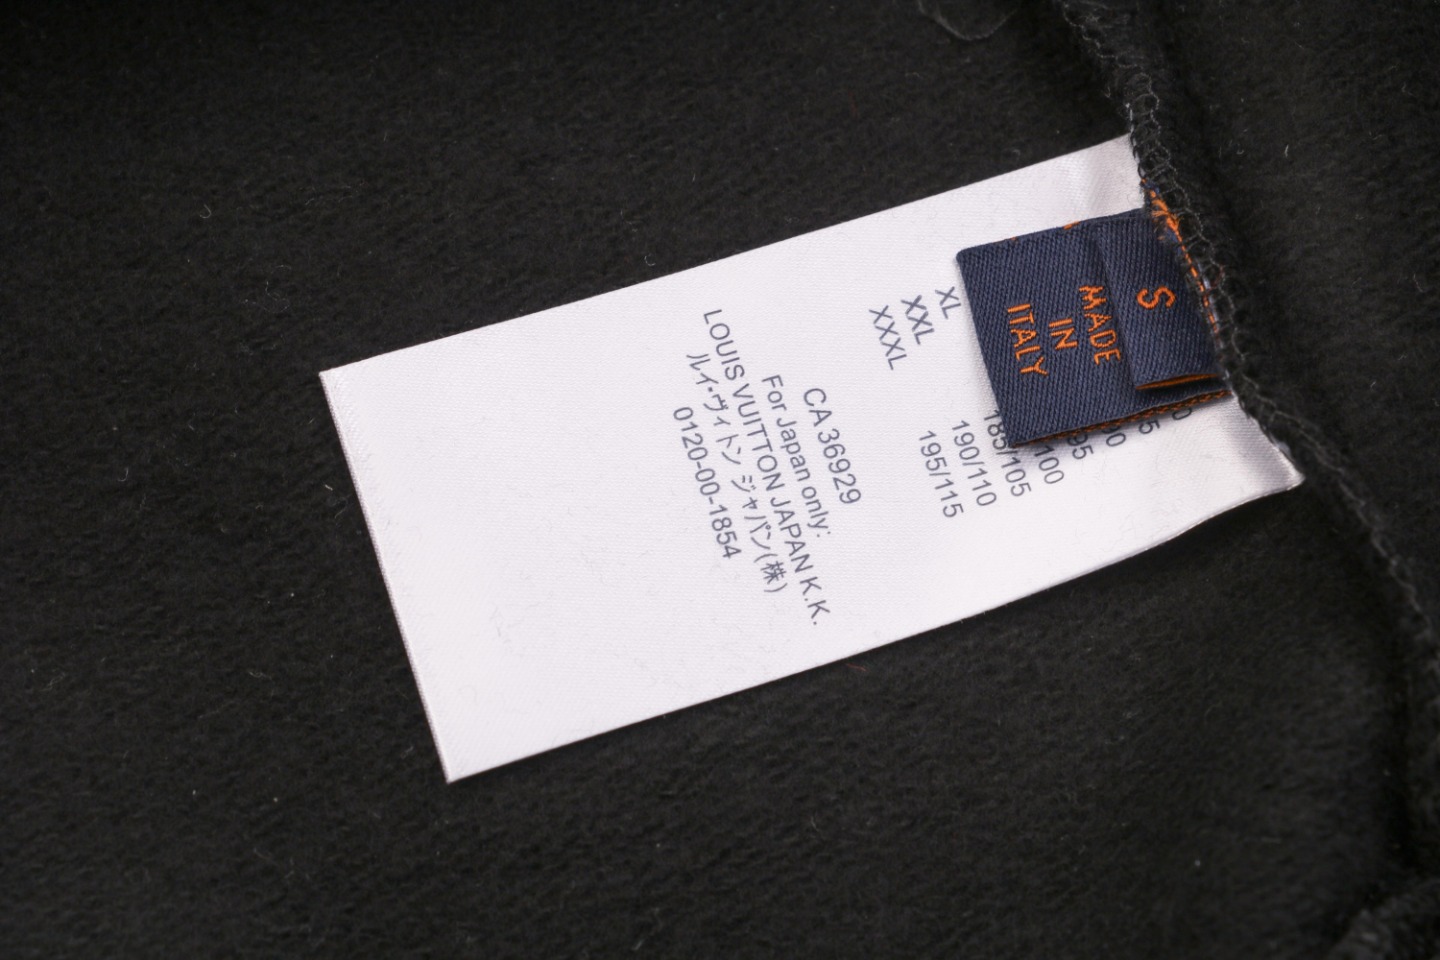 S
MADE
IN
ITALY
XL 185/105
XXL 190/110
XXXL 195/115
CA 36929
For Japan only:
LOUIS VUITTON JAPAN K.K.
ルイ・ヴィトン ジャパン(株)
0120-00-1854